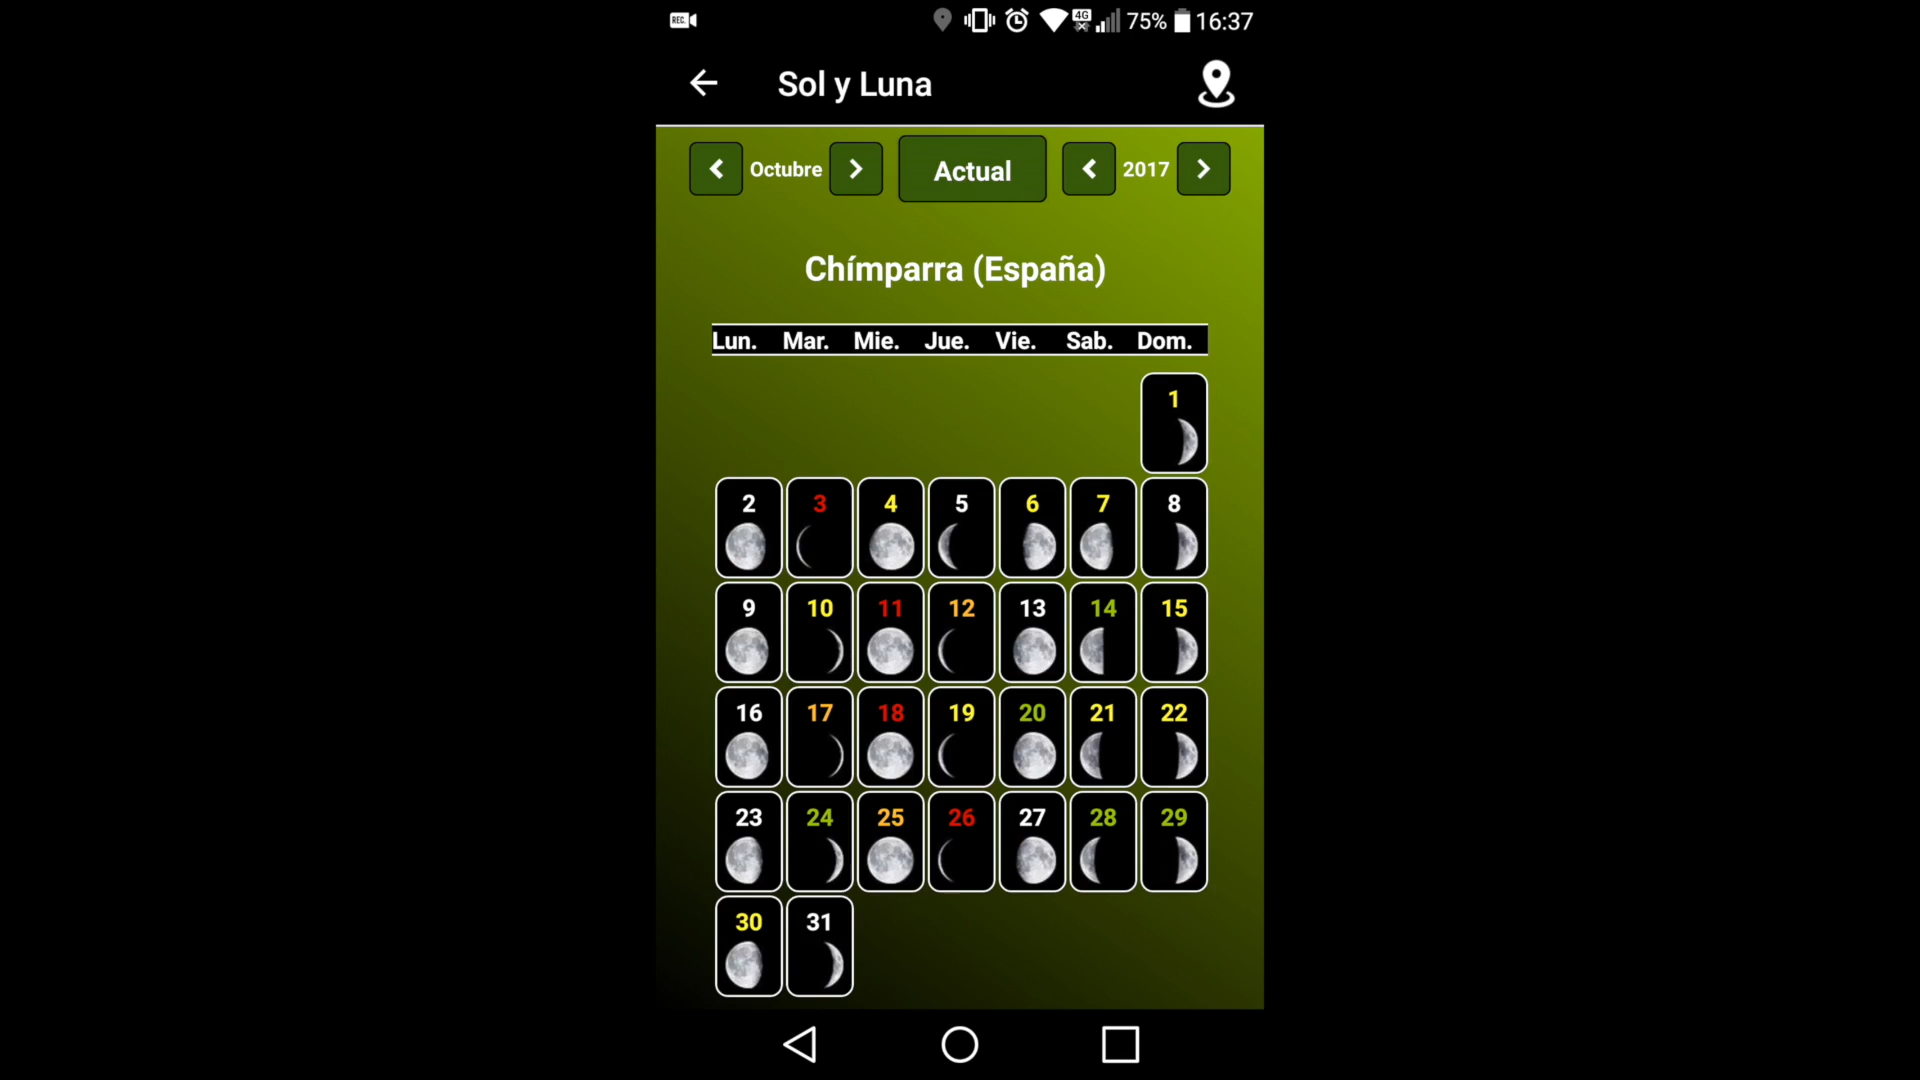 REC
4G 75% 16:37
Sol y Luna
Octubre Actual 2017
Chímparra (España)
Lun. Mar. Mie. Jue. Vie. Sab. Dom.
1
2 3 4 5 6 7 8
9 10 11 12 13 14 15
16 17 18 19 20 21 22
23 24 25 26 27 28 29
30 31